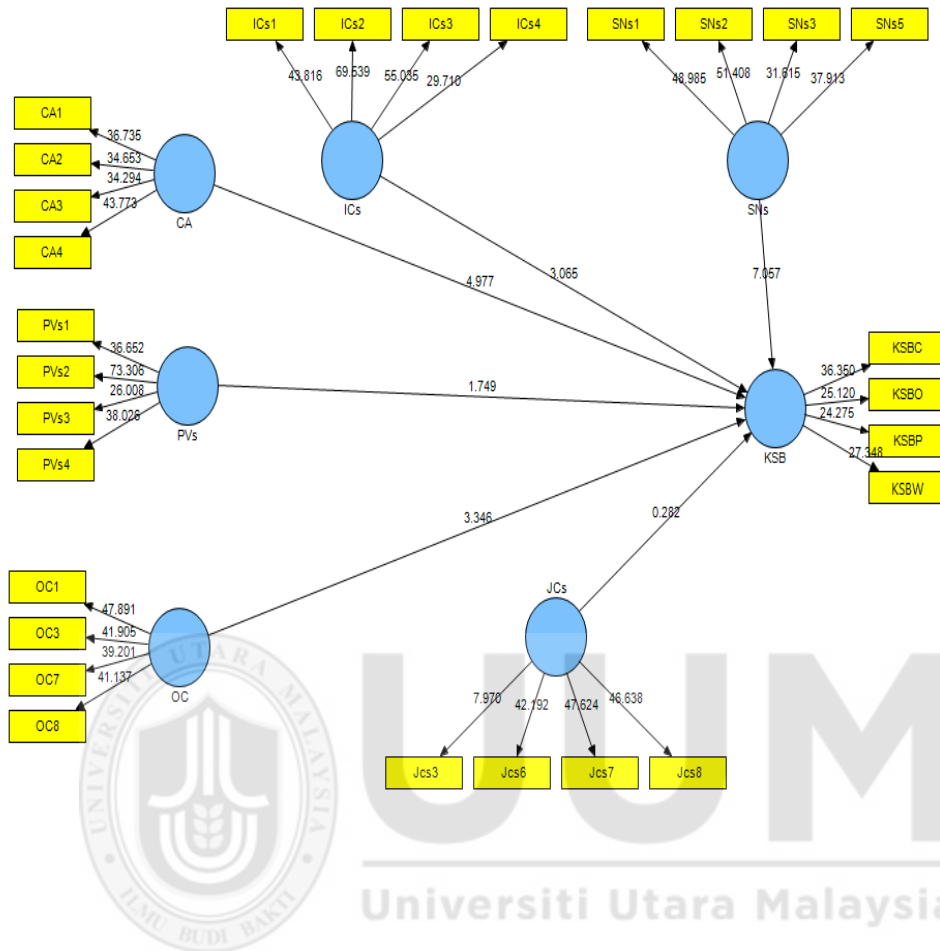 ICs1
ICs2
ICs3
ICs4
43.816
69.539
55.035
29.710
ICs
SNs1
SNs2
SNs3
SNs5
48.985
51.408
31.615
37.913
SNs
CA1
CA2
CA3
CA4
36.735
34.653
34.294
43.773
CA
4.977
3.065
7.057
PVs1
PVs2
PVs3
PVs4
36.652
73.306
26.008
38.026
PVs
1.749
KSB
KSBC
KSBO
KSBP
KSBW
36.350
25.120
24.275
27.348
3.346
0.282
OC1
OC3
OC7
OC8
47.891
41.905
39.201
41.137
OC
JCs
7.970
42.192
47.624
46.638
Jcs3
Jcs6
Jcs7
Jcs8
UUM
Universiti Utara Malaysia
UNIVERSITI UTARA MALAYSIA
ILMU BUDI BAKTI